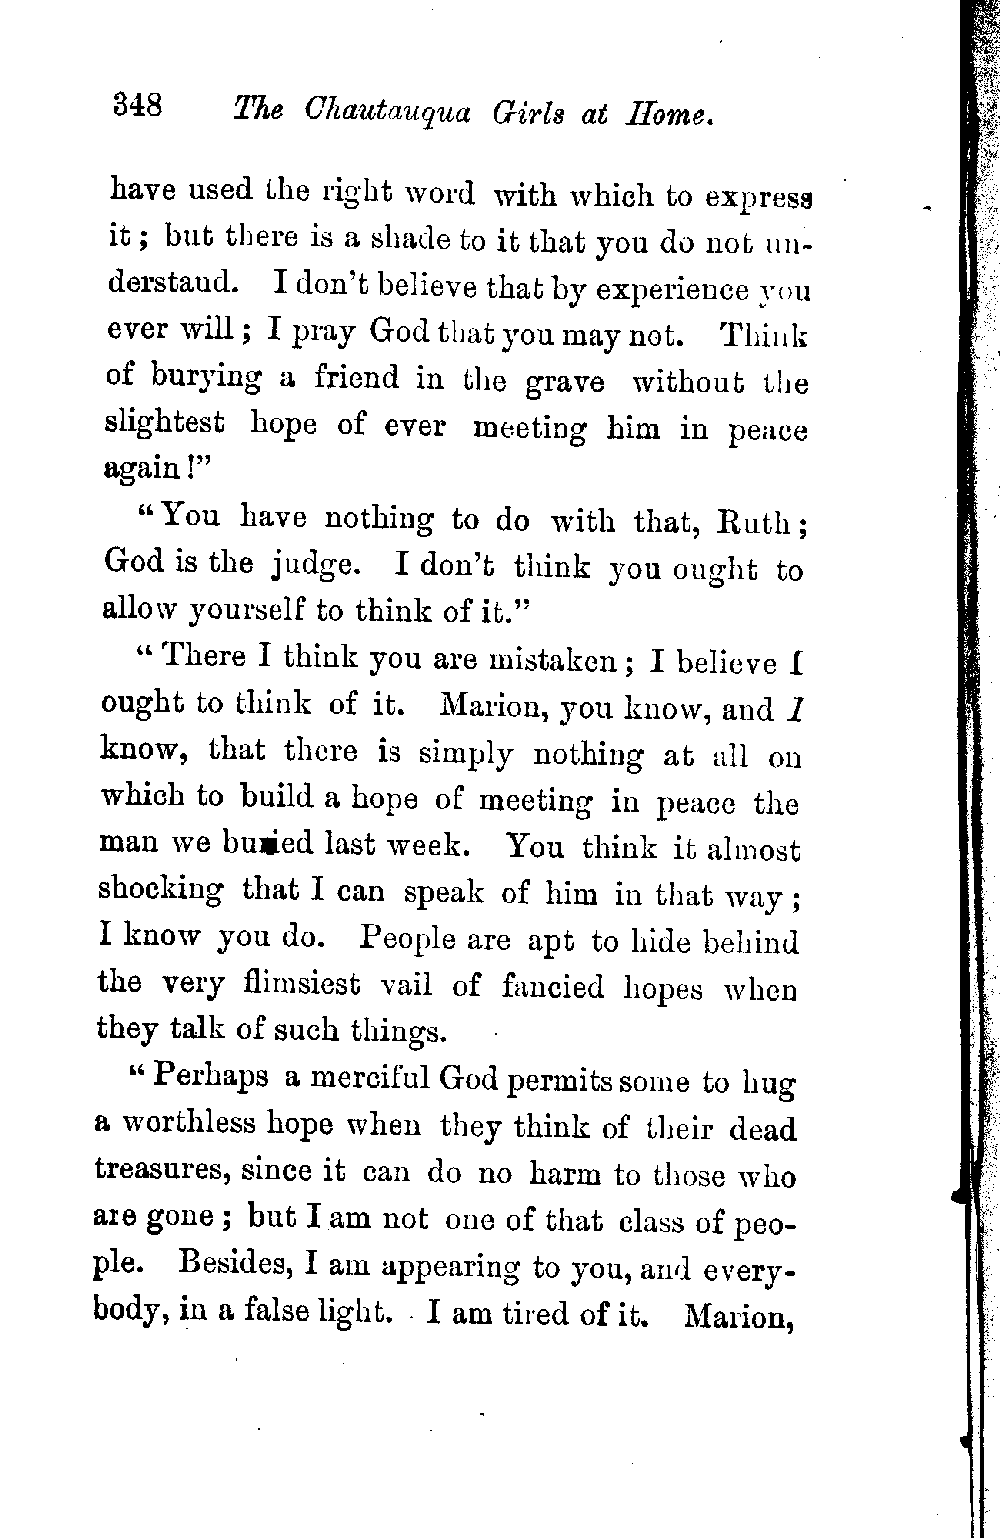 348 The Chautauqua Girls at Home.
have used the right word with which to express
it; but there is a shade to it that you do not un-
derstand. I don't believe that by experience you
ever will; I pray God that you may not. Think
of burying a friend in the grave without the
slightest hope of ever meeting him in peace
again!"
"You have nothing to do with that, Ruth;
God is the judge. I don't think you ought to
allow yourself to think of it."
"There I think you are mistaken; I believe I
ought to think of it. Marion, you know, and I
know, that there is simply nothing at all on
which to build a hope of meeting in peace the
man we buried last week. You think it almost
shocking that I can speak of him in that way;
I know you do. People are apt to hide behind
the very flimsiest vail of fancied hopes when
they talk of such things.
"Perhaps a merciful God permits some to hug
a worthless hope when they think of their dead
treasures, since it can do no harm to those who
are gone; but I am not one of that class of peo-
ple. Besides, I am appearing to you, and every-
body, in a false light. I am tired of it. Marion,